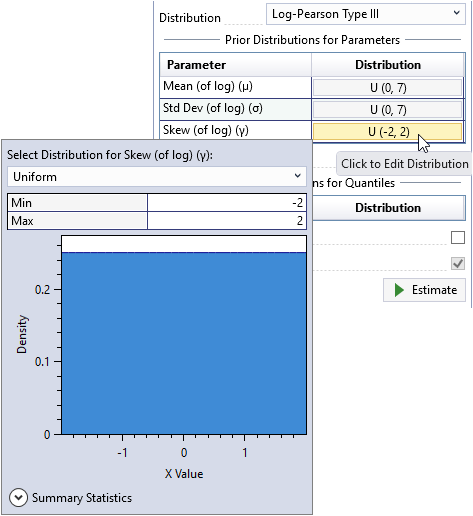 Distribution Log-Pearson Type III
Prior Distributions for Parameters
Parameter Distribution
Mean (of log) (μ) U (0, 7)
Std Dev (of log) (σ) U (0, 7)
Skew (of log) (γ) U (-2, 2)
Click to Edit Distribution
ns for Quantiles
Distribution
Estimate
Select Distribution for Skew (of log) (γ):
Uniform
Min -2
Max 2
Density
0.2
0.1
0
-1 0 1
X Value
Summary Statistics